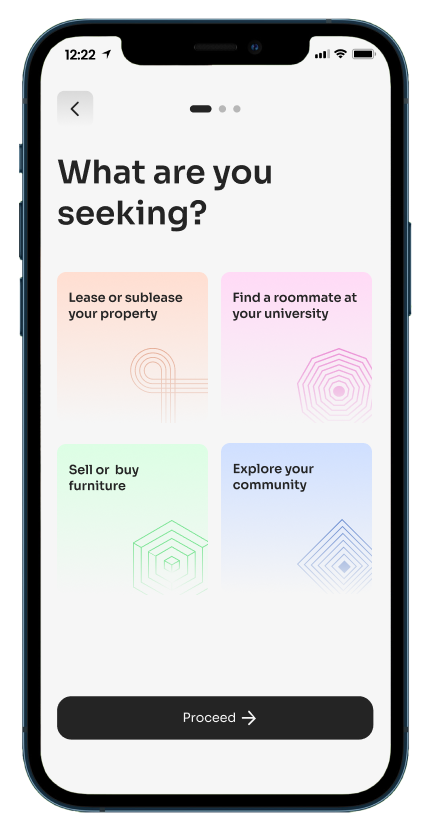 12:22
What are you
seeking?
Lease or sublease
your property
Find a roommate at
your university
Sell or  buy
furniture
Explore your
community
Proceed →